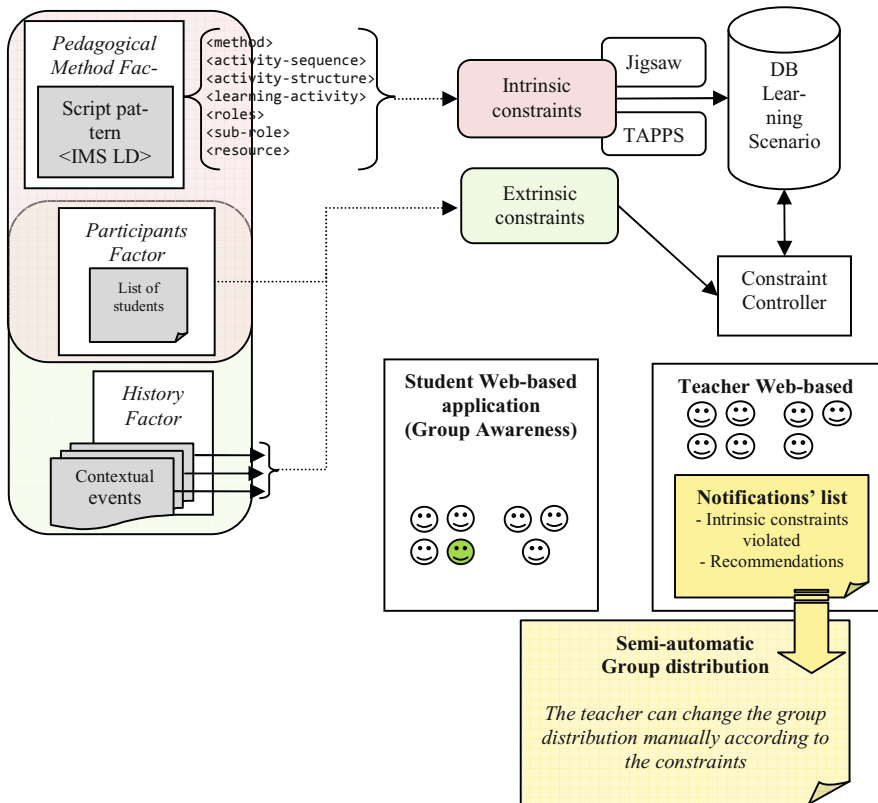 Pedagogical
Method Fac-
Script pat-
tern
<IMS LD>
<method>
<activity-sequence>
<activity-structure>
<learning-activity>
<roles>
<sub-role>
<resource>
Intrinsic
constraints
Jigsaw
TAPPS
DB
Lear-
ning
Scenario
Participants
Factor
List of
students
Extrinsic
constraints
Constraint
Controller
History
Factor
Contextual
events
Student Web-based
application
(Group Awareness)
Teacher Web-based
Notifications’ list
- Intrinsic constraints
violated
- Recommendations
Semi-automatic
Group distribution
The teacher can change the group
distribution manually according to
the constraints